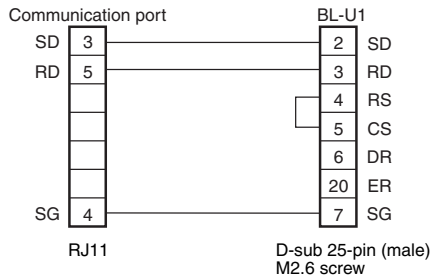 Communication port BL-U1
SD 3 2 SD
RD 5 3 RD
4 RS
5 CS
6 DR
20 ER
SG 4 7 SG
RJ11 D-sub 25-pin (male)
M2.6 screw